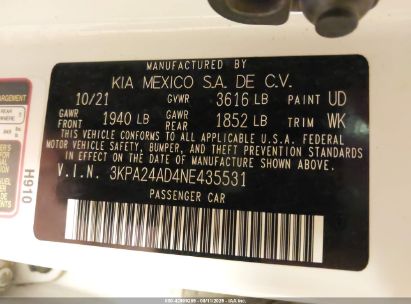 MANUFACTURED BY
KIA MEXICO S.A. DE C.V.
10/21 GVWR 3616 LB PAINT UD
GAWR FRONT 1940 LB GAWR REAR 1852 LB TRIM WK
THIS VEHICLE CONFORMS TO ALL APPLICABLE U.S.A. FEDERAL
MOTOR VEHICLE SAFETY, BUMPER, AND THEFT PREVENTION STANDARDS
IN EFFECT ON THE DATE OF MANUFACTURE SHOWN ABOVE.
V.I.N. 3KPA24AD4NE435531
PASSENGER CAR
H910